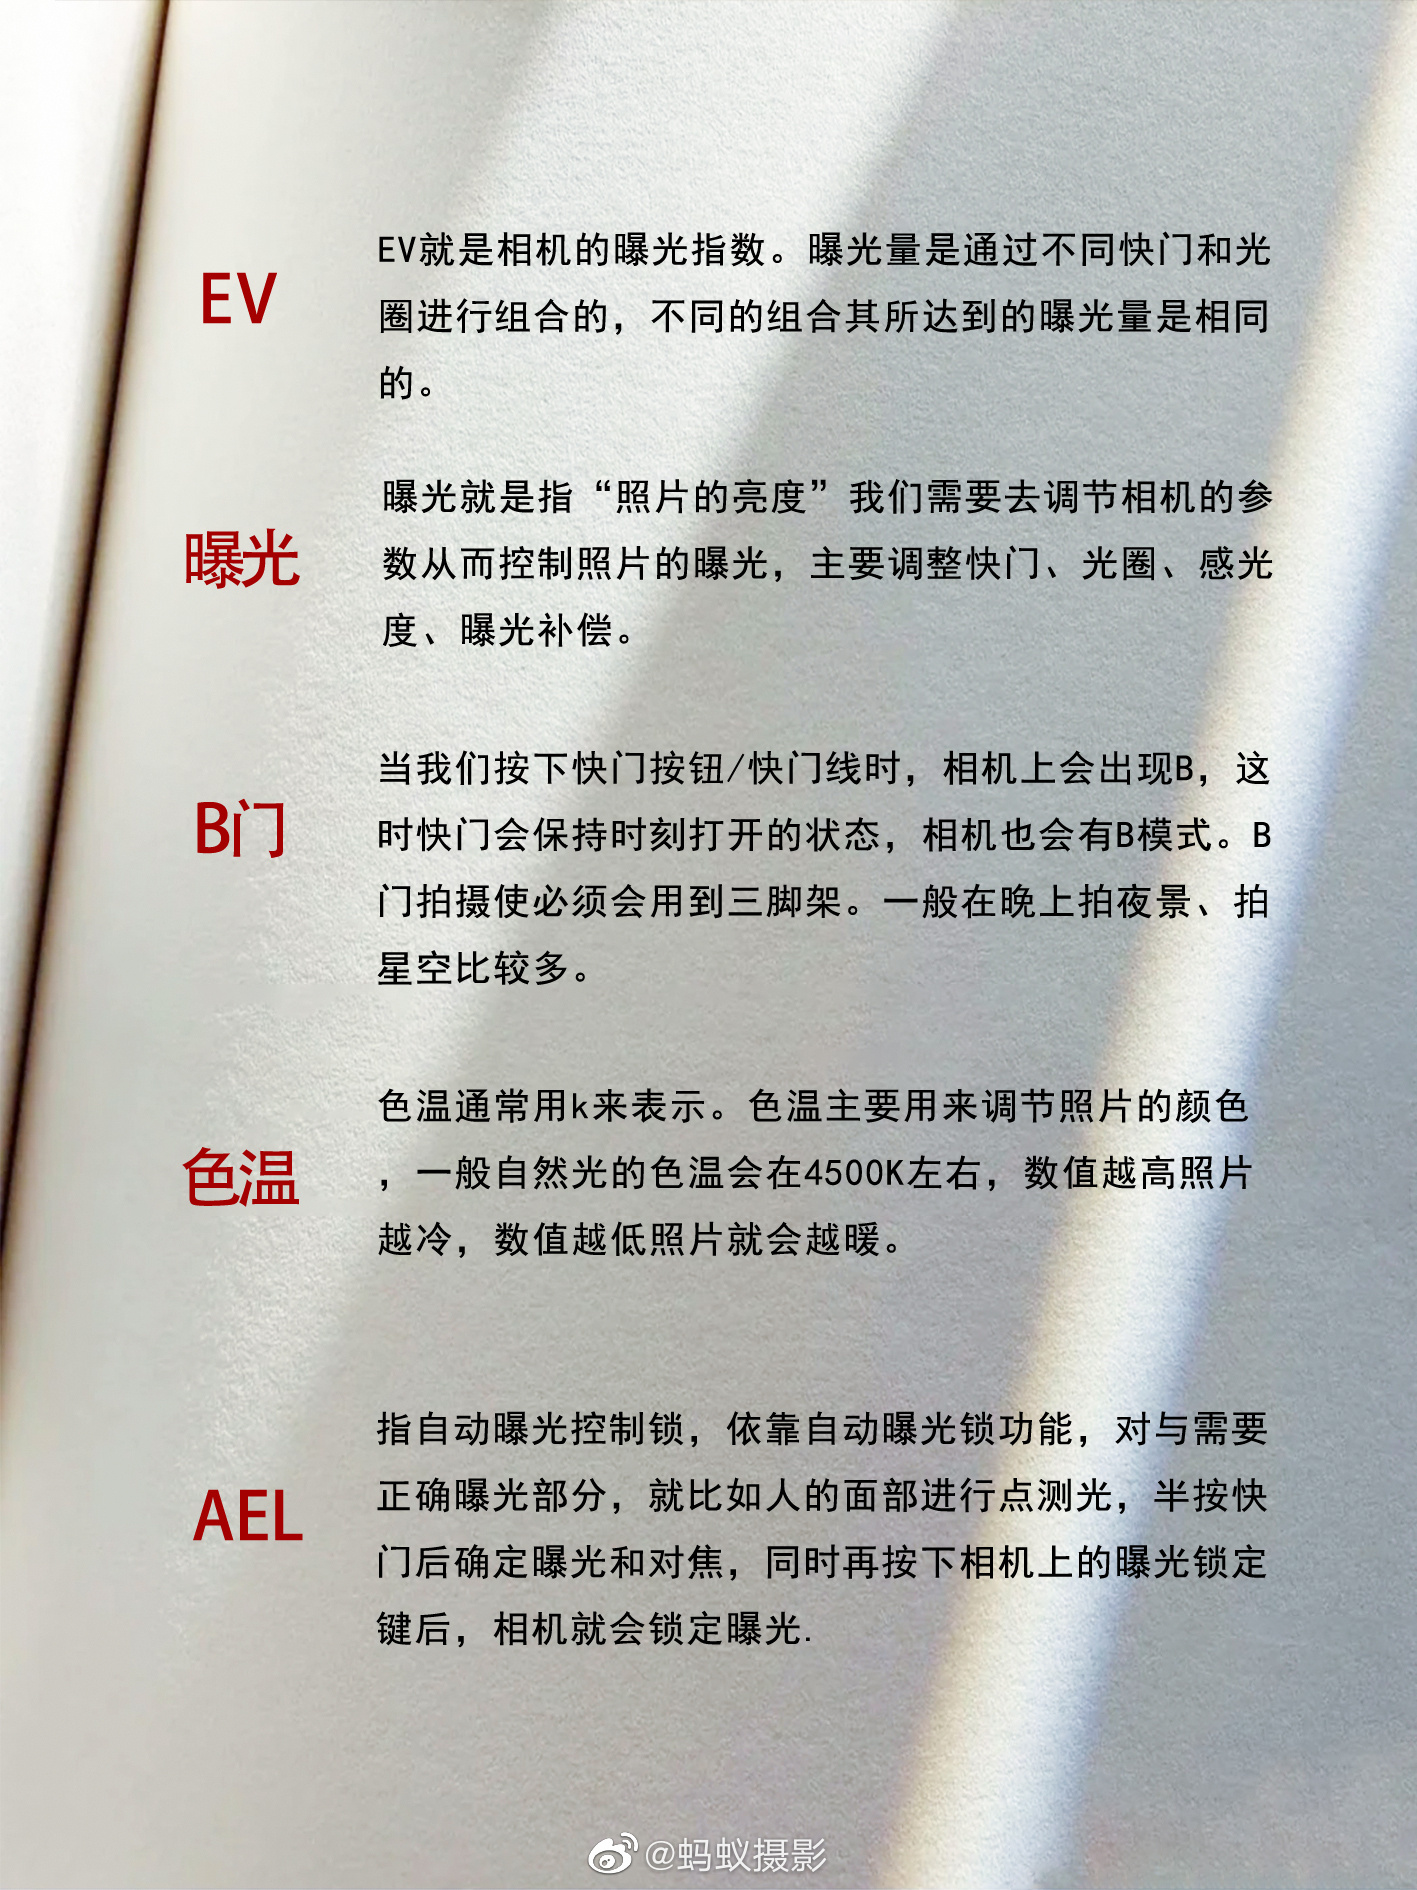 EV
EV就是相机的曝光指数。曝光量是通过不同快门和光
圈进行组合的，不同的组合其所达到的曝光量是相同
的。
曝光
曝光就是指“照片的亮度”我们需要去调节相机的参
数从而控制照片的曝光，主要调整快门、光圈、感光
度、曝光补偿。
B门
当我们按下快门按钮/快门线时，相机上会出现B，这
时快门会保持时刻打开的状态，相机也会有B模式。B
门拍摄使必须会用到三脚架。一般在晚上拍夜景、拍
星空比较多。
色温
色温通常用k来表示。色温主要用来调节照片的颜色
，一般自然光的色温会在4500K左右，数值越高照片
越冷，数值越低照片就会越暖。
AEL
指自动曝光控制锁，依靠自动曝光锁功能，对与需要
正确曝光部分，就比如人的面部进行点测光，半按快
门后确定曝光和对焦，同时再按下相机上的曝光锁定
键后，相机就会锁定曝光.
@蚂蚁摄影